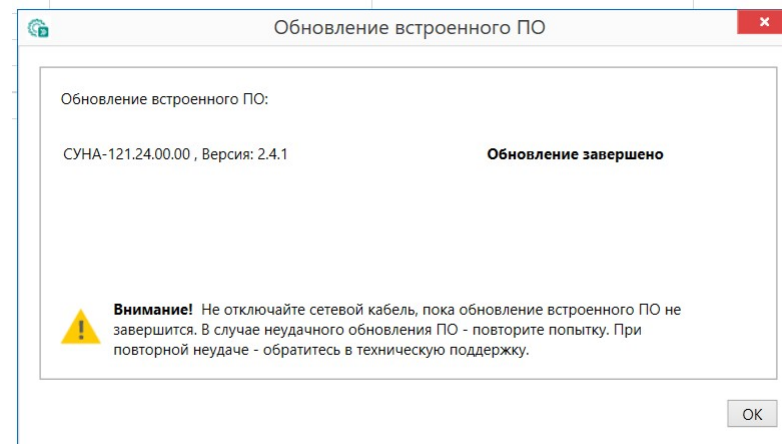 Обновление встроенного ПО
Обновление встроенного ПО:
СУНА-121.24.00.00 , Версия: 2.4.1 Обновление завершено
Внимание! Не отключайте сетевой кабель, пока обновление встроенного ПО не
завершится. В случае неудачного обновления ПО - повторите попытку. При
повторной неудаче - обратитесь в техническую поддержку.
ОК